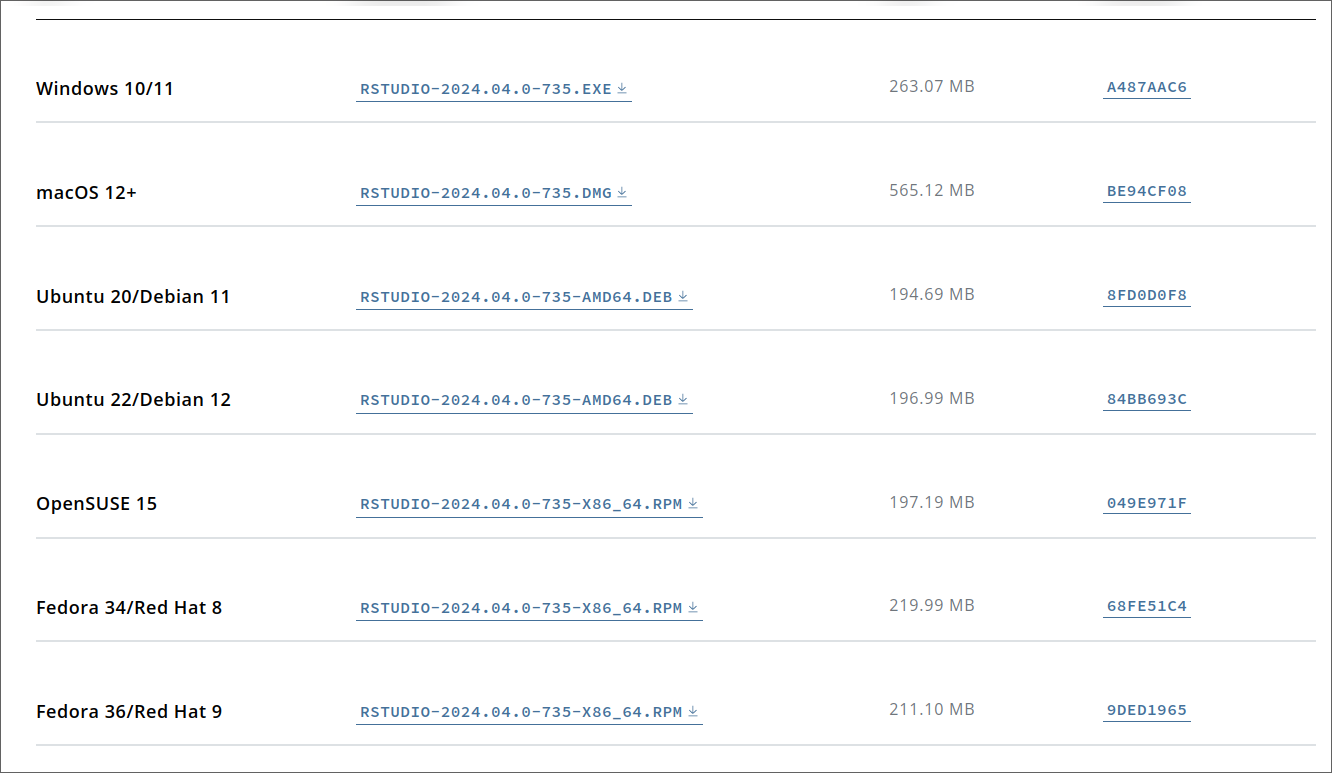 Windows 10/11 RSTUDIO-2024.04.0-735.EXE 263.07 MB A487AAC6
macOS 12+ RSTUDIO-2024.04.0-735.DMG 565.12 MB BE94CF08
Ubuntu 20/Debian 11 RSTUDIO-2024.04.0-735-AMD64.DEB 194.69 MB 8FD0D0F8
Ubuntu 22/Debian 12 RSTUDIO-2024.04.0-735-AMD64.DEB 196.99 MB 84BB693C
OpenSUSE 15 RSTUDIO-2024.04.0-735-X86_64.RPM 197.19 MB 049E971F
Fedora 34/Red Hat 8 RSTUDIO-2024.04.0-735-X86_64.RPM 219.99 MB 68FE51C4
Fedora 36/Red Hat 9 RSTUDIO-2024.04.0-735-X86_64.RPM 211.10 MB 9DED1965